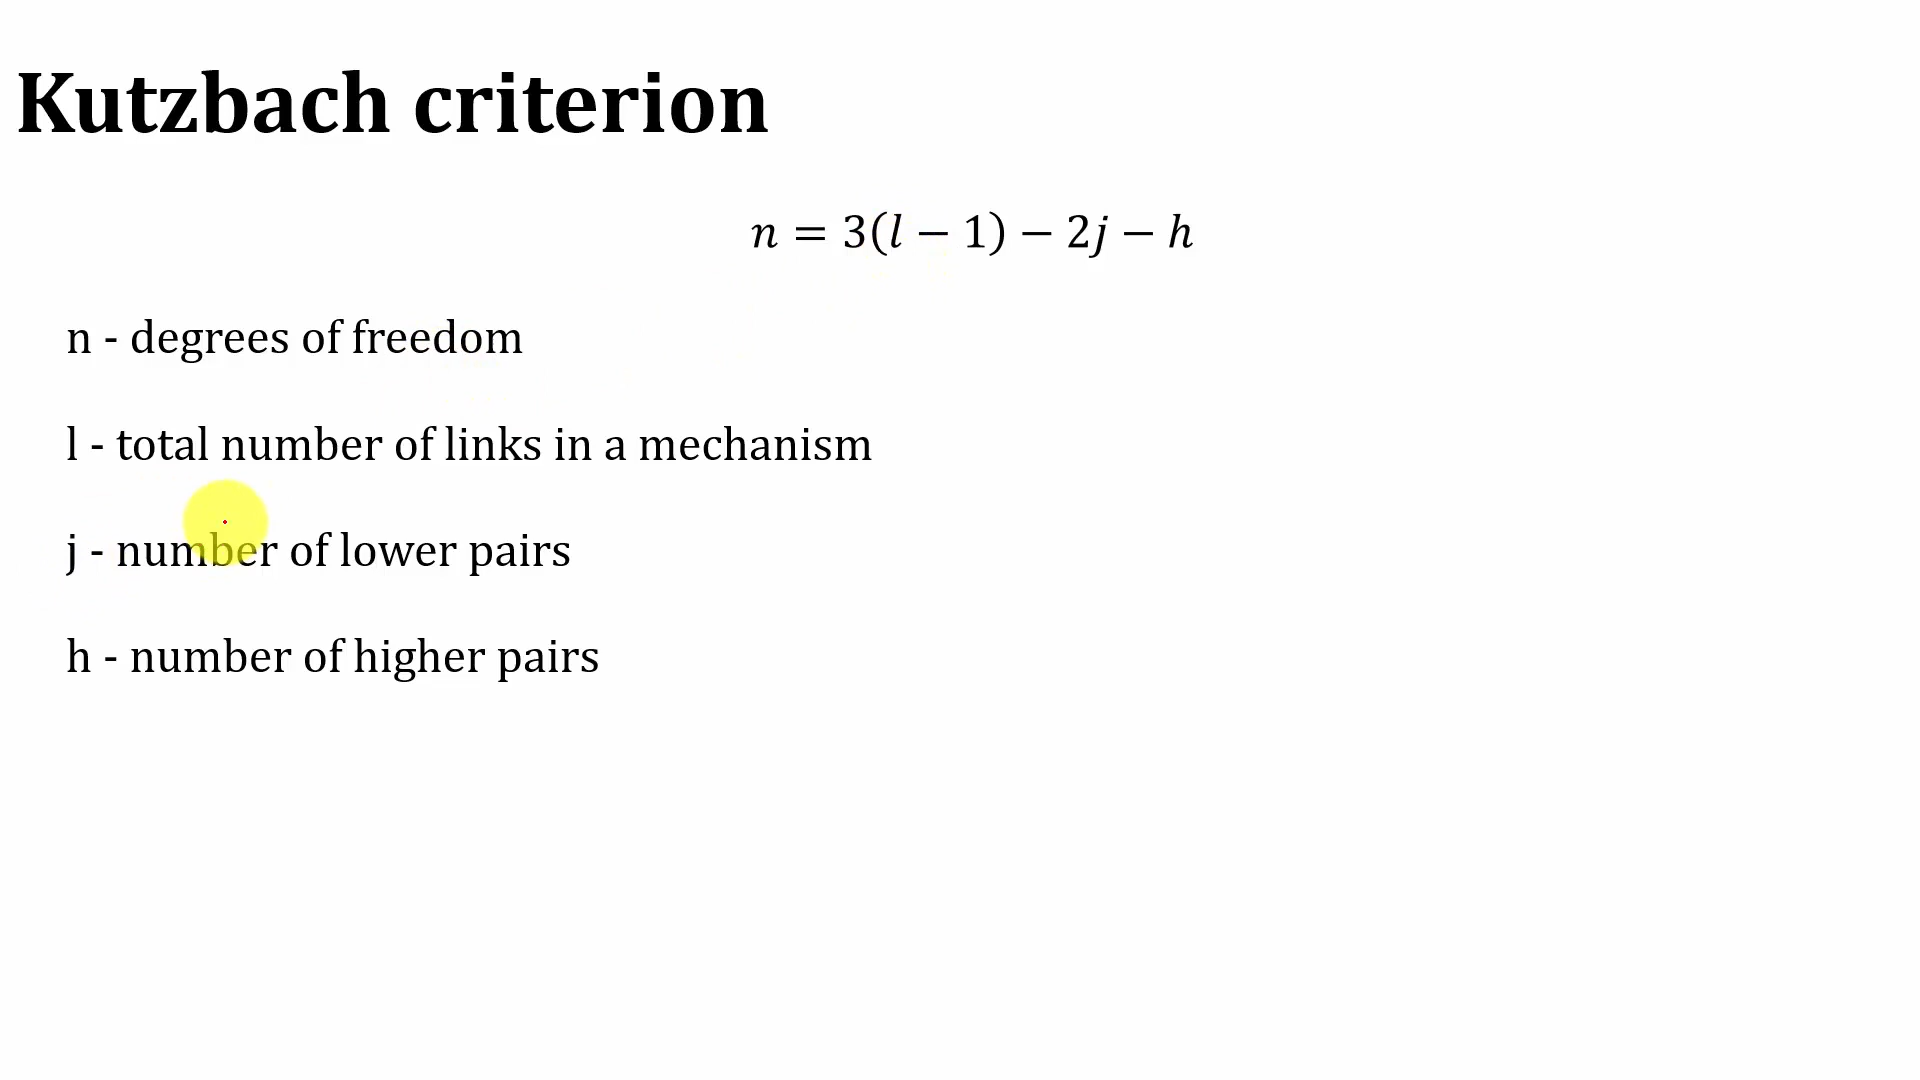 Kutzbach criterion
n = 3(l − 1) − 2j − h
n - degrees of freedom
l - total number of links in a mechanism
j - number of lower pairs
h - number of higher pairs